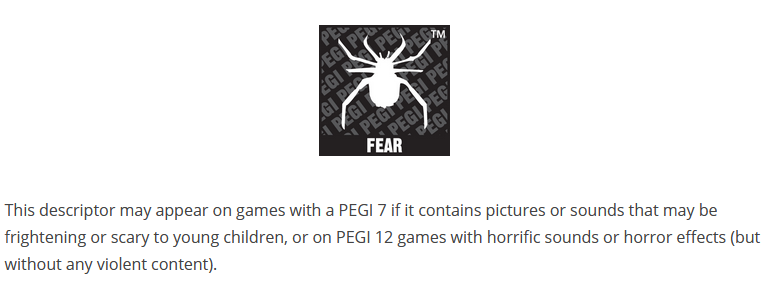 TM
FEAR
This descriptor may appear on games with a PEGI 7 if it contains pictures or sounds that may be
frightening or scary to young children, or on PEGI 12 games with horrific sounds or horror effects (but
without any violent content).